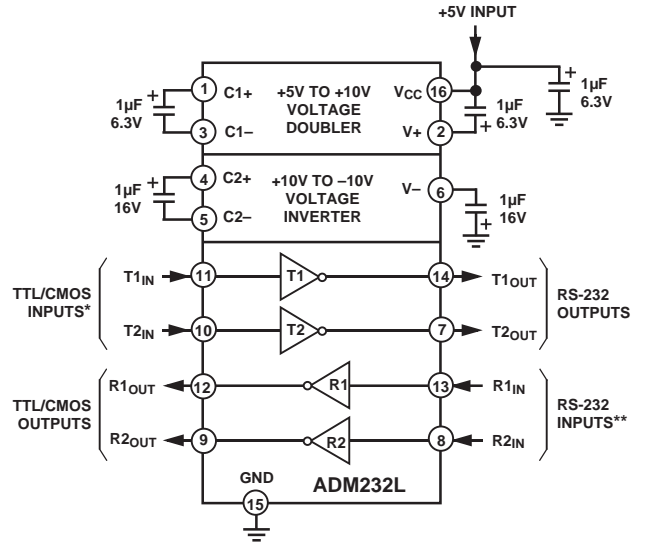 +5V INPUT
1µF
6.3V
+
1
C1+
3
C1–
+5V TO +10V
VOLTAGE
DOUBLER
VCC
16
V+
2
1µF
6.3V
+
+
1µF
6.3V
1µF
16V
+
4
C2+
5
C2–
+10V TO –10V
VOLTAGE
INVERTER
V–
6
1µF
16V
+
TTL/CMOS
INPUTS*
T1IN
11
T1
14
T1OUT
T2IN
10
T2
7
T2OUT
RS-232
OUTPUTS
TTL/CMOS
OUTPUTS
R1OUT
12
R1
13
R1IN
R2OUT
9
R2
8
R2IN
RS-232
INPUTS**
GND
15
ADM232L